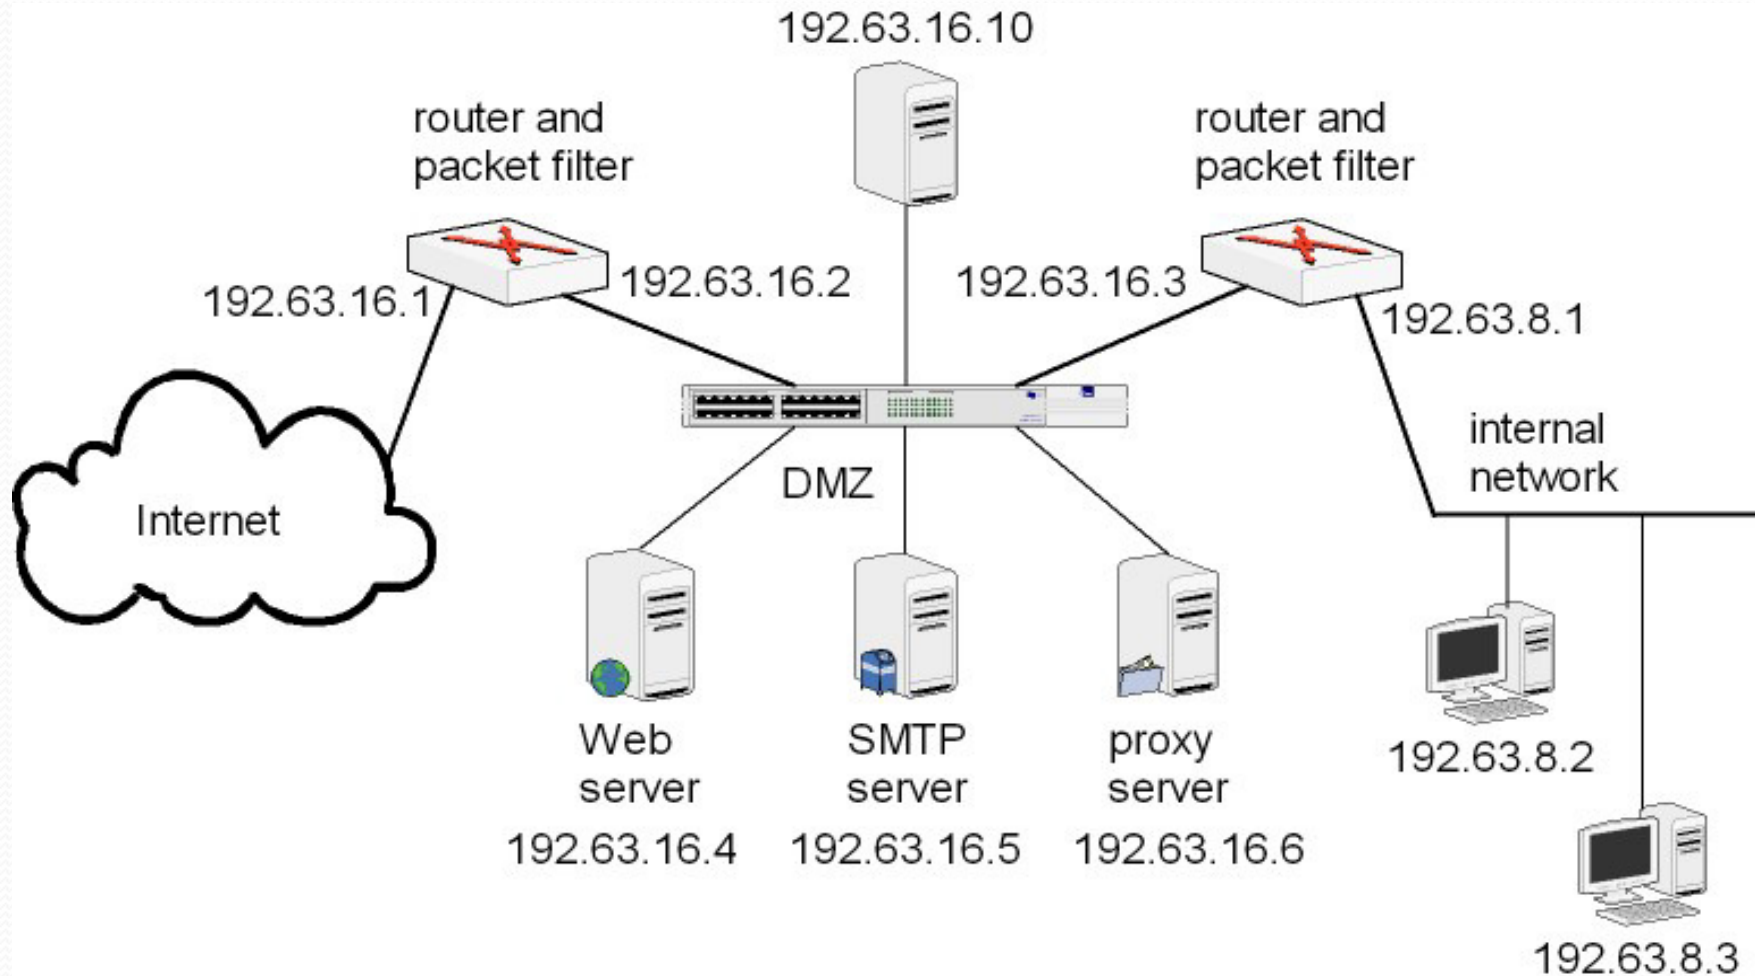 192.63.16.10
router and
packet filter
router and
packet filter
192.63.16.1
192.63.16.2
192.63.16.3
192.63.8.1
Internet
DMZ
internal
network
Web
server
192.63.16.4
SMTP
server
192.63.16.5
proxy
server
192.63.16.6
192.63.8.2
192.63.8.3